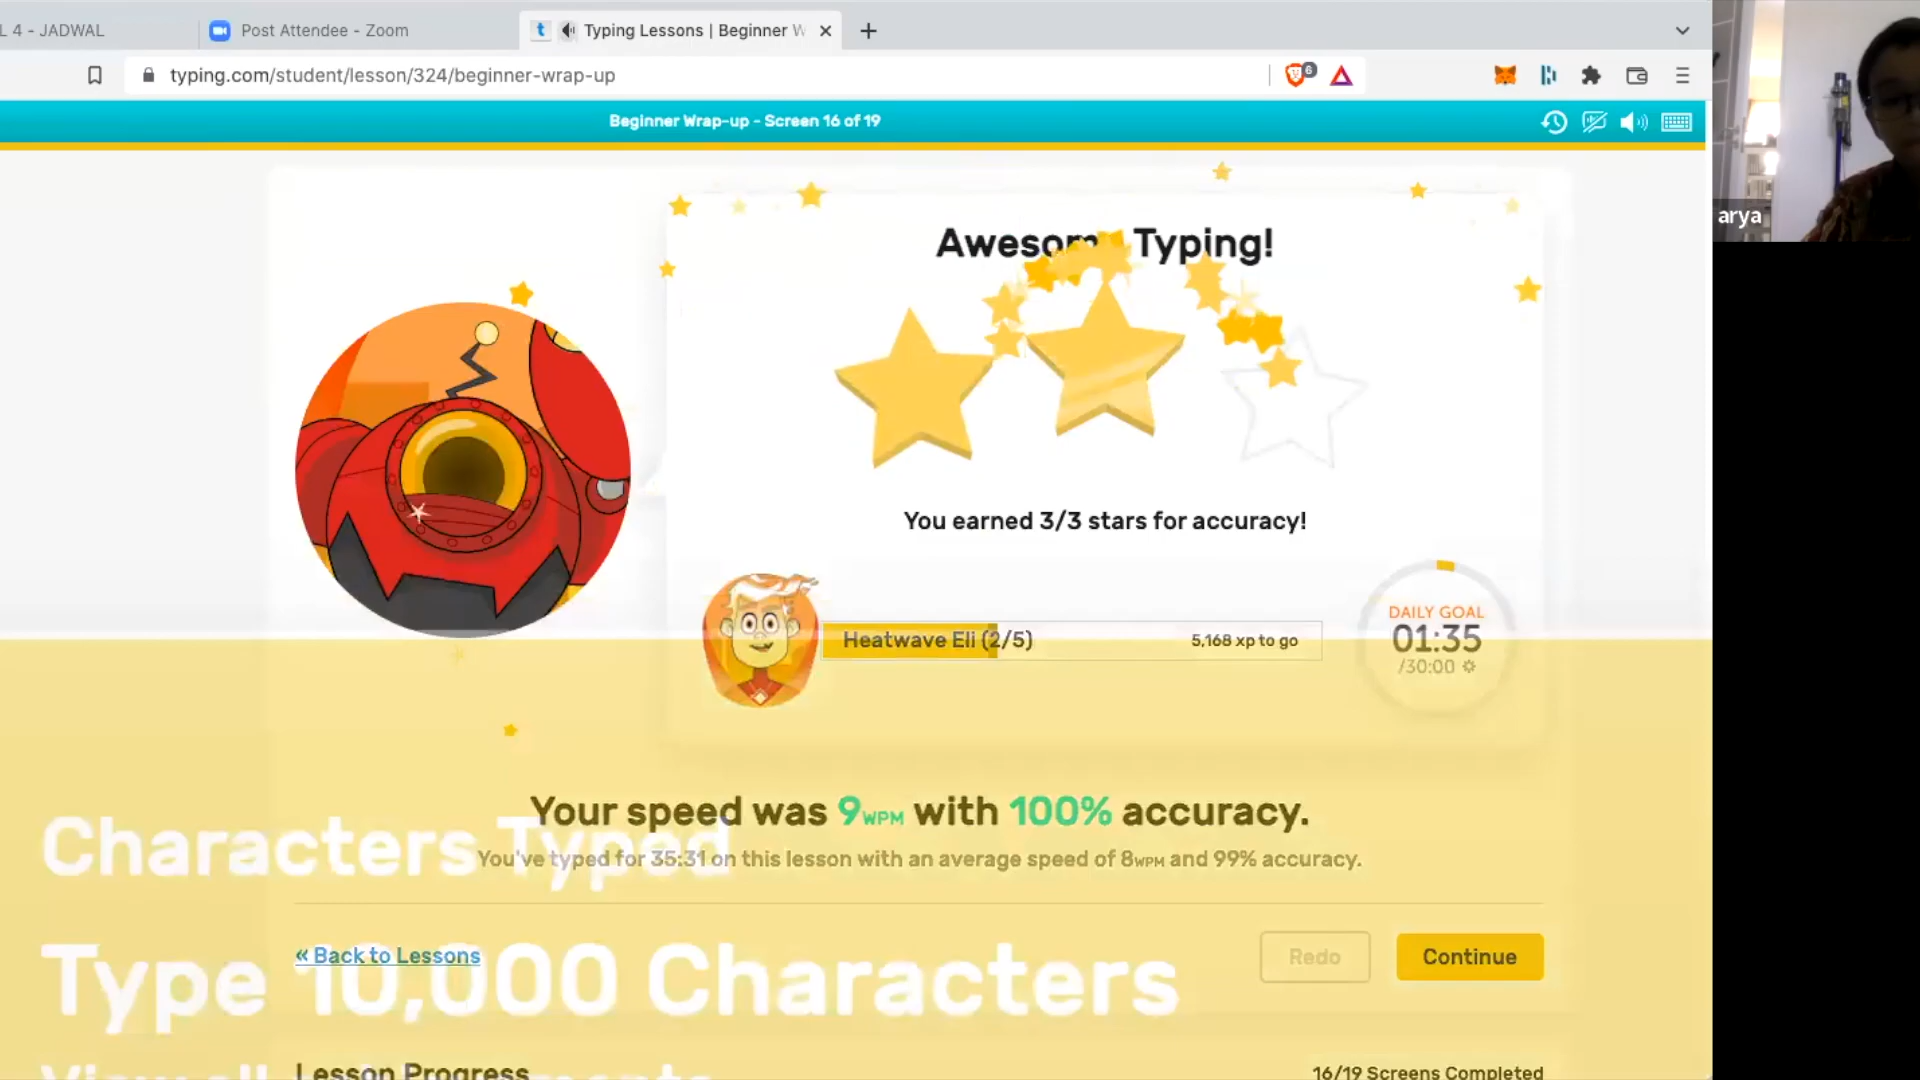 L 4 - JADWAL
Post Attendee - Zoom
t
Typing Lessons | Beginner W
typing.com/student/lesson/324/beginner-wrap-up
6
Beginner Wrap-up - Screen 16 of 19
arya
Awesome Typing!
You earned 3/3 stars for accuracy!
Heatwave Eli (2/5)
5,168 xp to go
DAILY GOAL
01:35
/30:00
Your speed was 9WPM with 100% accuracy.
Characters Typed
You've typed for 35:31 on this lesson with an average speed of 8WPM and 99% accuracy.
« Back to Lessons
Redo
Continue
Type 10,000 Characters
Lesson Progress
16/19 Screens Completed
View all